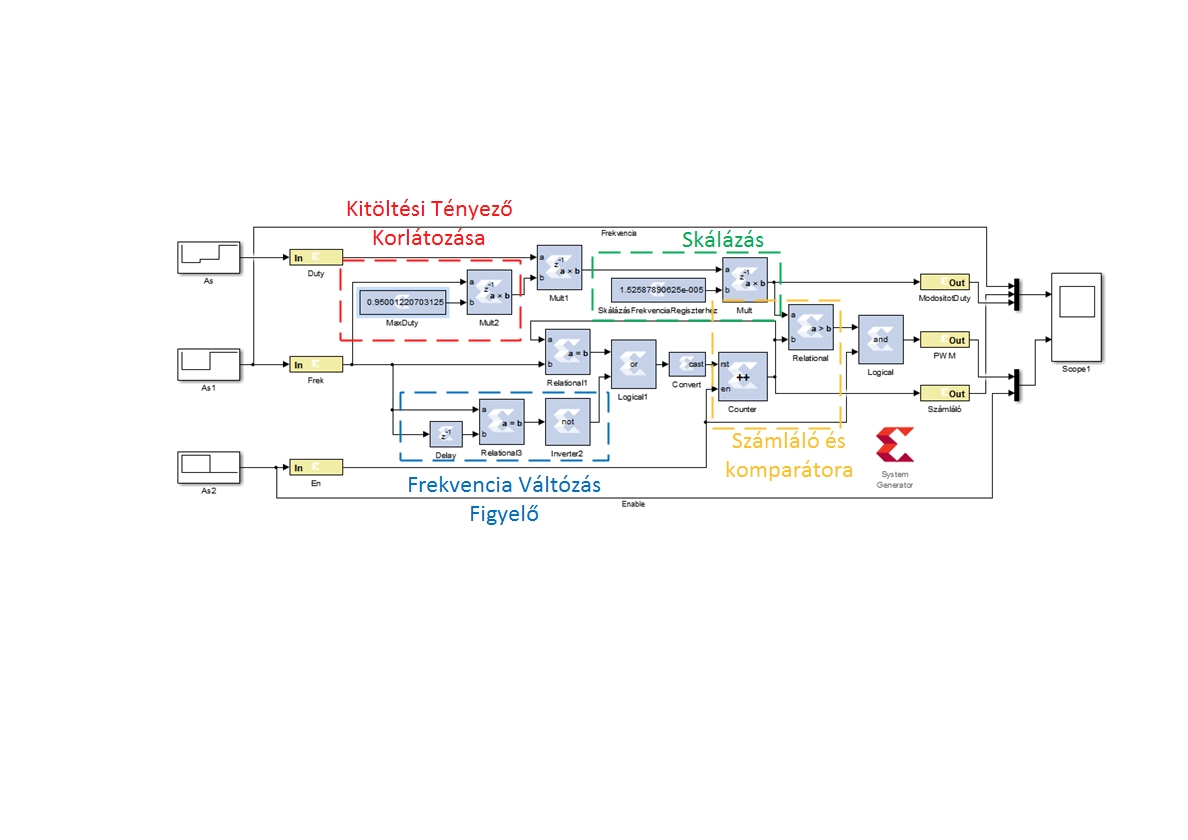 Kitöltési Tényező
Korlátozása
Frekvencia
Skálázás
As
In
Duty
a
b
z-1
a × b
Mult1
0.95001220703125
MaxDuty
a
b
z-1
a × b
Mult2
1.52587890625e-005
SkálázásFrekvenciaRegiszterhez
a
b
z-1
a × b
Mult
Out
ModositotDuty
a
b
a > b
Relational
and
Logical
Out
PWM
Scope1
As1
In
Frek
a
b
a = b
Relational1
or
Logical1
cast
Convert
rst
en
++
Counter
Out
Számláló
z-1
Delay
a
b
a = b
Relational3
not
Inverter2
Számláló és
komparátora
System
Generator
As2
In
En
Frekvencia Váltózás
Figyelő
Enable